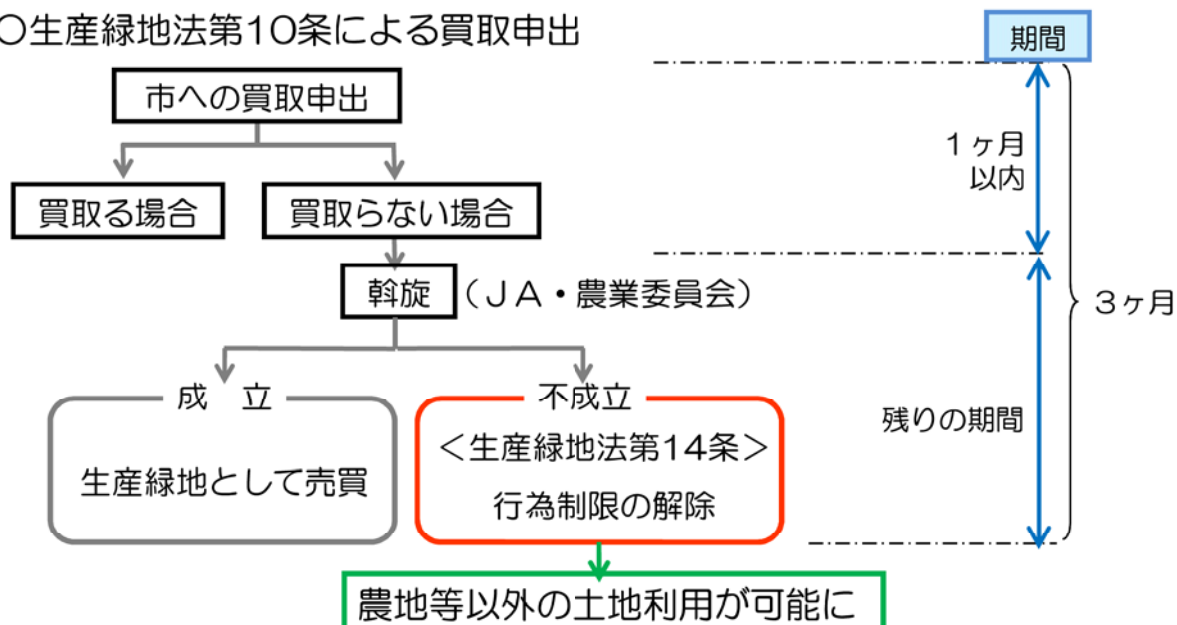 〇生産緑地法第10条による買取申出
期間
市への買取申出
1ヶ月
以内
買取る場合
買取らない場合
斡旋
（ＪＡ・農業委員会）
3ヶ月
成　立
不成立
＜生産緑地法第14条＞
残りの期間
生産緑地として売買
行為制限の解除
農地等以外の土地利用が可能に